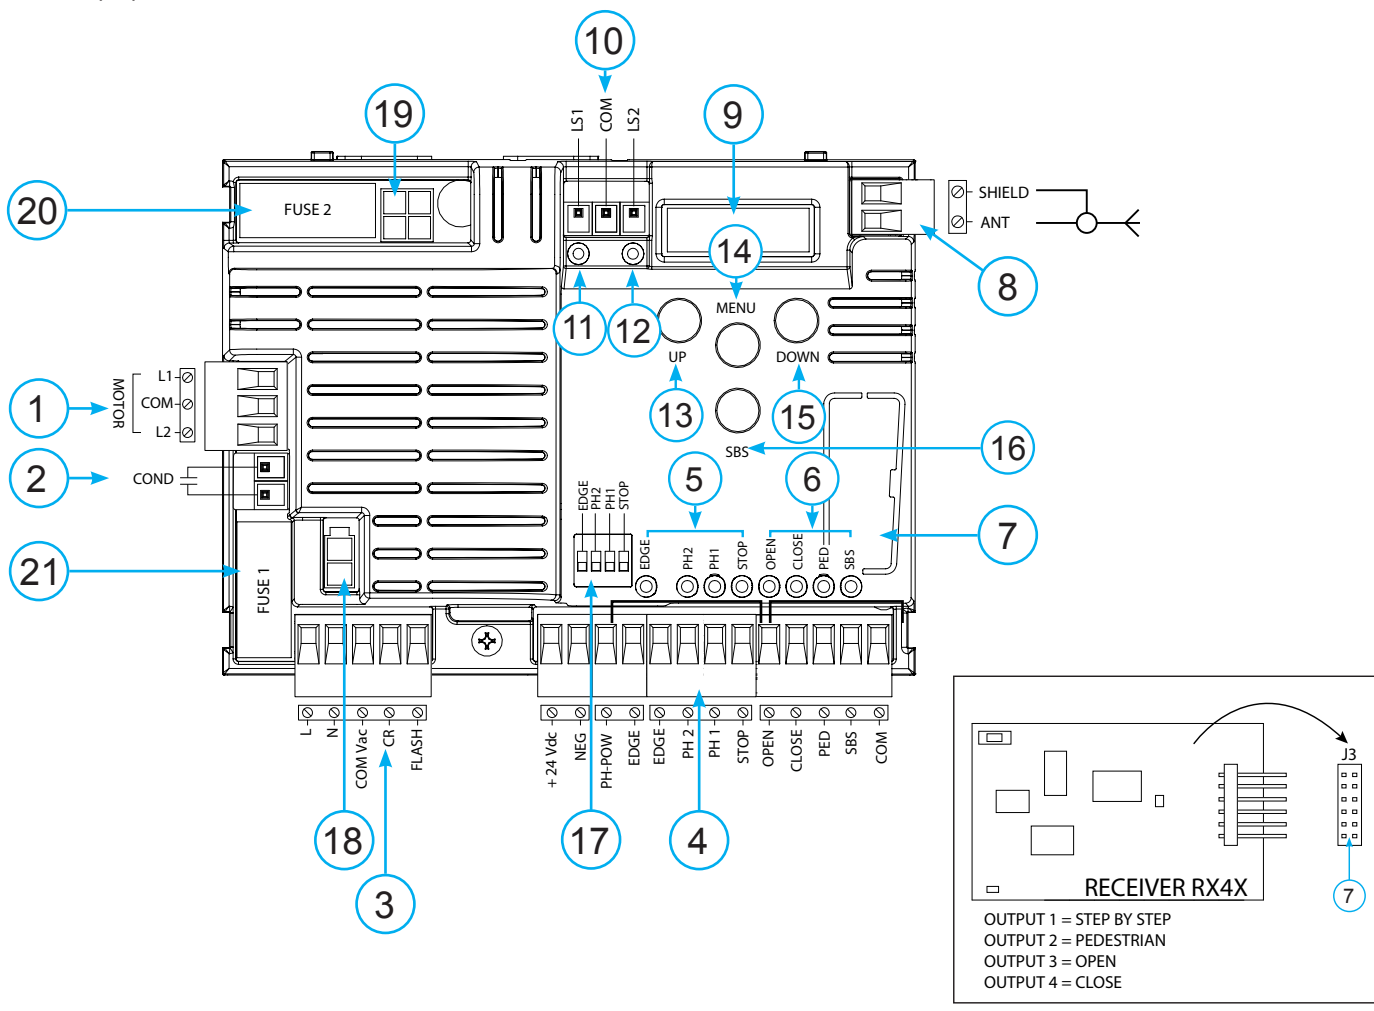 10
LS1
COM
LS2
19
9
20
FUSE 2
SHIELD
ANT
14
8
MENU
11
12
UP
DOWN
13
15
1
MOTOR
L1
COM
L2
SBS
16
2
COND
5
6
7
EDGE
PH2
PH1
STOP
EDGE
PH2
PH1
STOP
OPEN
CLOSE
PED
SBS
21
FUSE 1
L
N
COM Vac
CR
FLASH
+ 24 Vdc
NEG
PH-POW
EDGE
EDGE
PH 2
PH 1
STOP
OPEN
CLOSE
PED
SBS
COM
18
17
4
3
J3
7
RECEIVER RX4X
OUTPUT 1 = STEP BY STEP
OUTPUT 2 = PEDESTRIAN
OUTPUT 3 = OPEN
OUTPUT 4 = CLOSE